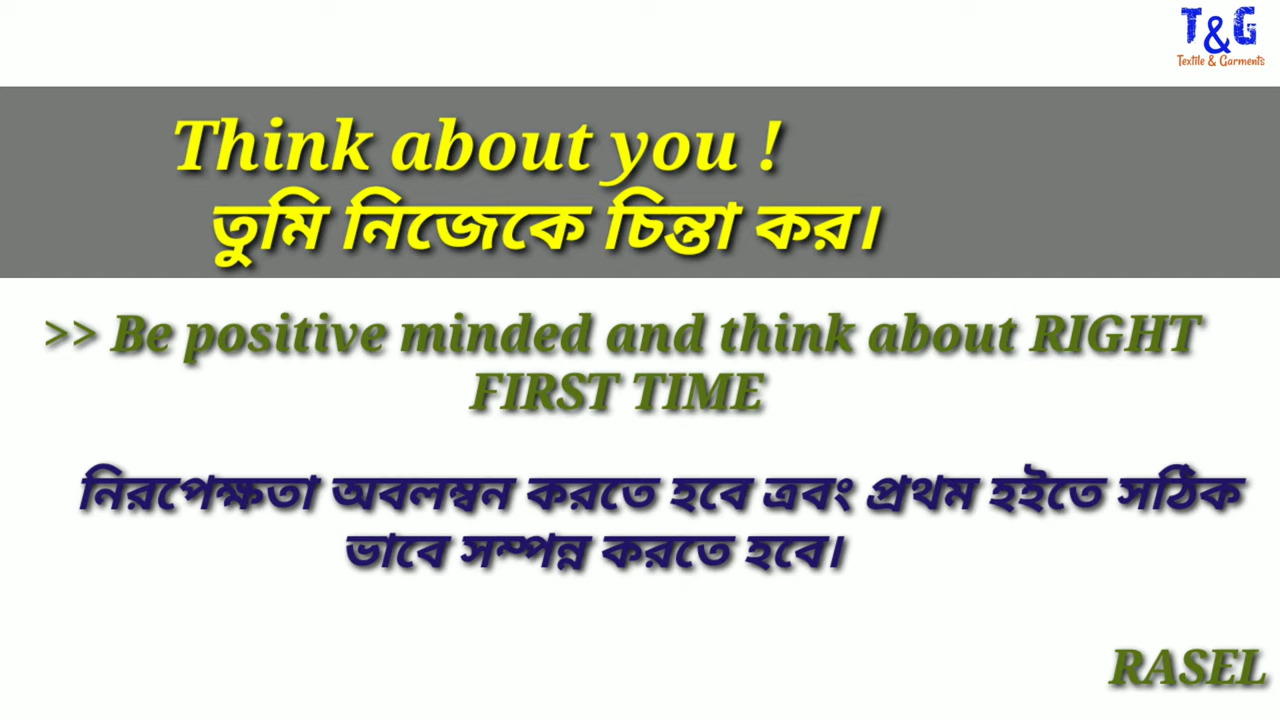 T&G
Textile & Garments
Think about you !
তুমি নিজেকে চিন্তা কর।
>> Be positive minded and think about RIGHT
FIRST TIME
নিরপেক্ষতা অবলম্বন করতে হবে ত্রবং প্রথম হইতে সঠিক
ভাবে সম্পন্ন করতে হবে।
RASEL